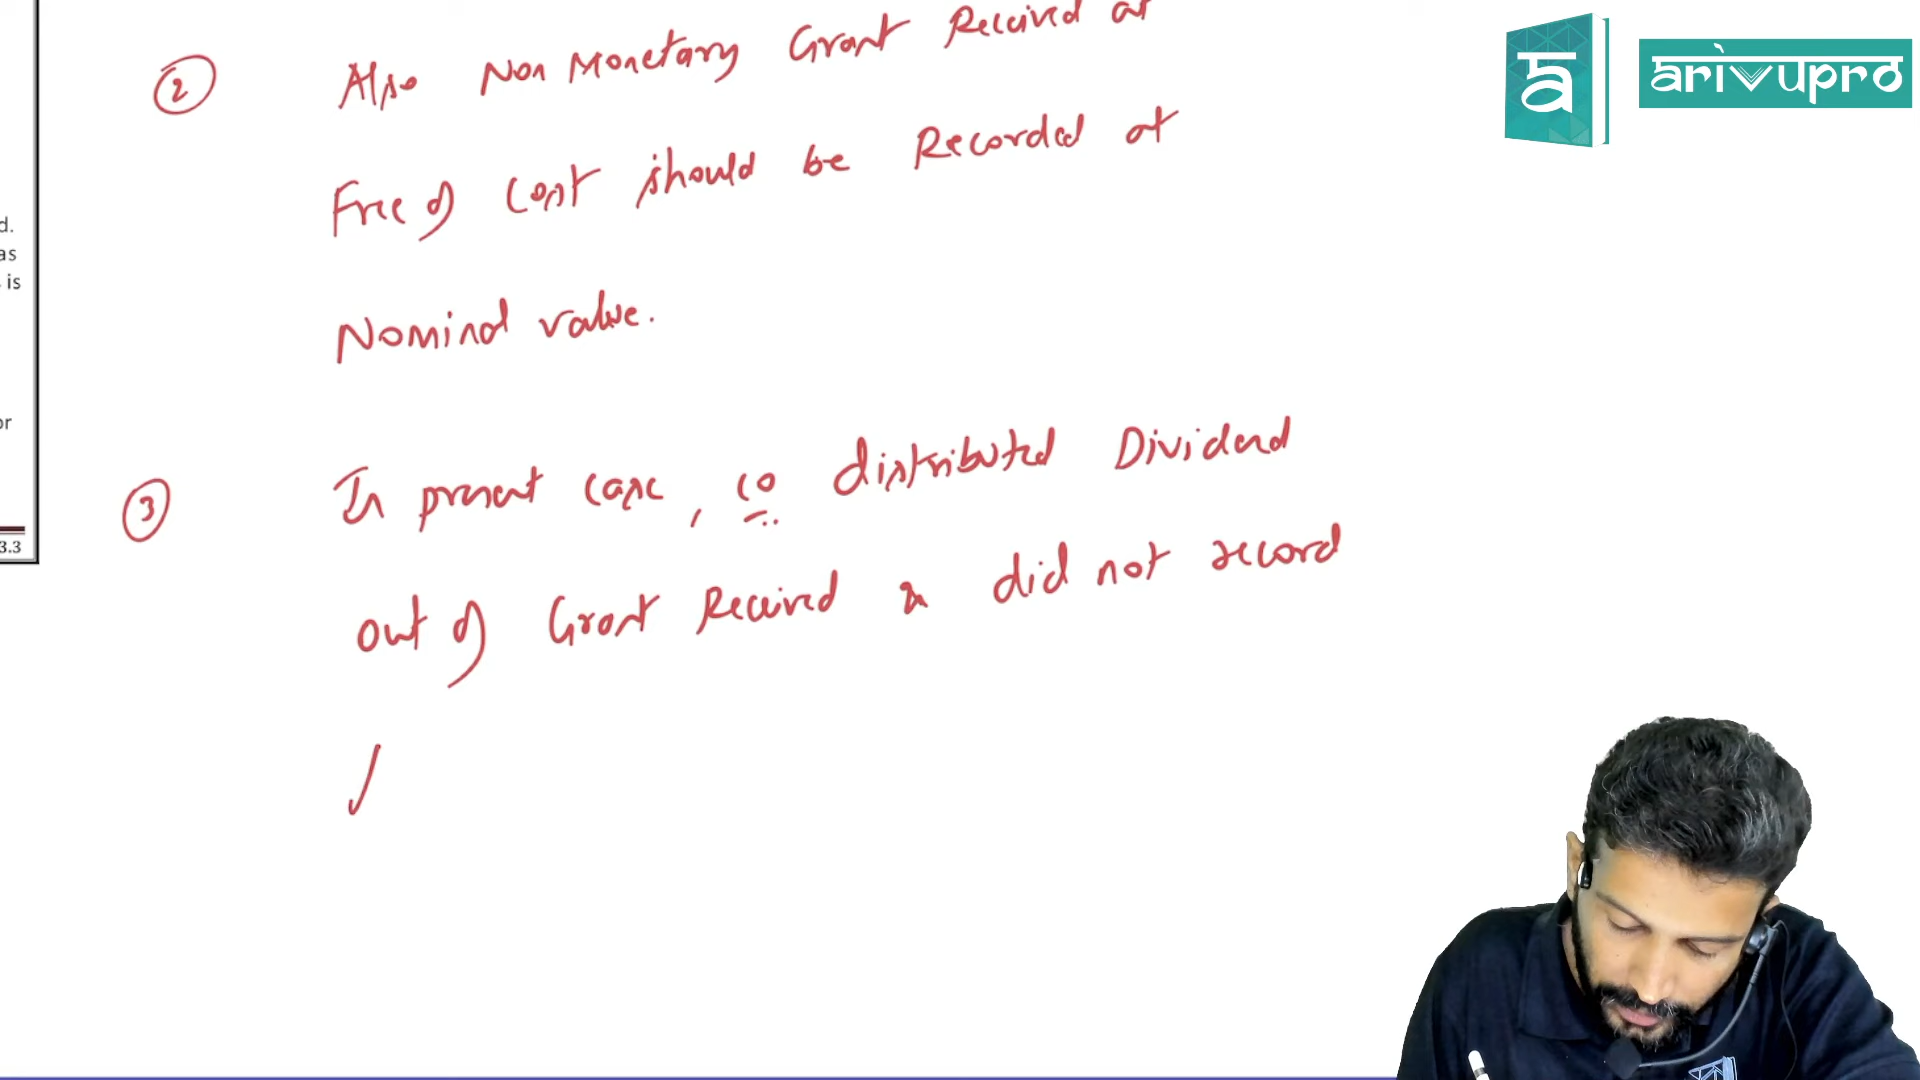 ② Also Non Monetary Grant Received at
Free of Cost should be Recorded at
Nominal value.
③ In present case, co distributed Dividend
out of Grant Received & did not record
ā arivupro
d.
as
is
or
3.3